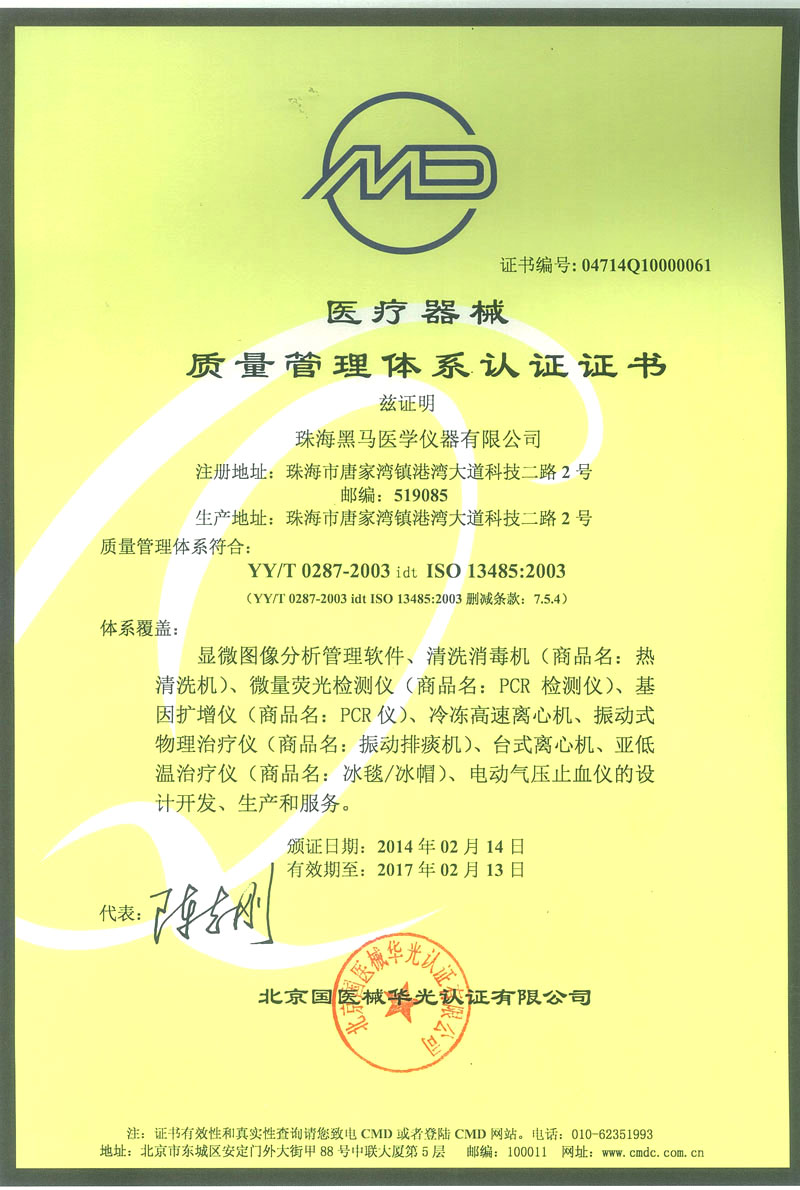 CMD
证书编号: 04714Q10000061
医疗器械
质量管理体系认证证书
兹证明
珠海黑马医学仪器有限公司
注册地址：珠海市唐家湾镇港湾大道科技二路 2 号
邮编：519085
生产地址：珠海市唐家湾镇港湾大道科技二路 2 号
质量管理体系符合：
YY/T 0287-2003 idt ISO 13485:2003
（YY/T 0287-2003 idt ISO 13485:2003 删减条款：7.5.4）
体系覆盖：
显微图像分析管理软件、清洗消毒机（商品名：热
清洗机）、微量荧光检测仪（商品名：PCR 检测仪）、基
因扩增仪（商品名：PCR 仪）、冷冻高速离心机、振动式
物理治疗仪（商品名：振动排痰机）、台式离心机、亚低
温治疗仪（商品名：冰毯/冰帽）、电动气压止血仪的设
计开发、生产和服务。
颁证日期：2014 年 02 月 14 日
有效期至：2017 年 02 月 13 日
代表：
北京国医械华光认证有限公司
北京国医械华光认证有限公司
注：证书有效性和真实性查询请您致电 CMD 或者登陆 CMD 网站。电话：010-62351993
地址：北京市东城区安定门外大街甲 88 号中联大厦第 5 层 邮编：100011 网址：www.cmdc.com.cn